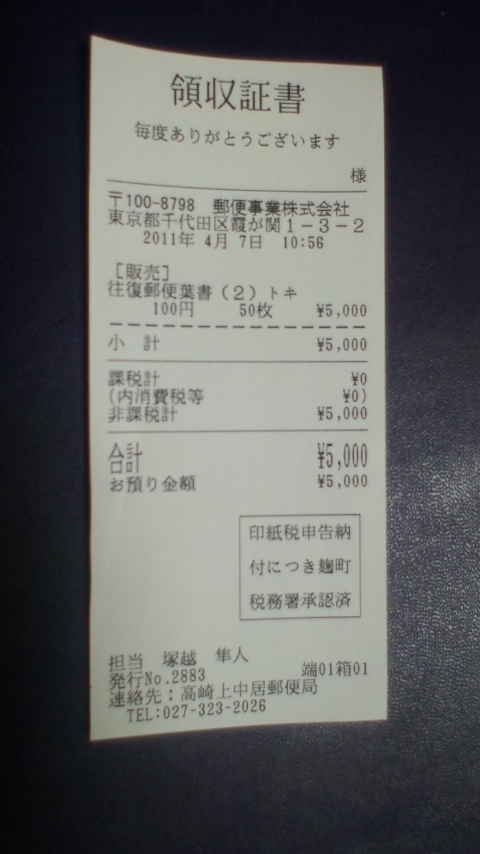 領収証書
毎度ありがとうございます
様
〒100-8798 郵便事業株式会社
東京都千代田区霞が関1-3-2
2011年 4月 7日 10:56
[販売]
往復郵便葉書(2)トキ
100円 50枚 ¥5,000
小 計 ¥5,000
課税計 ¥0
(内消費税等 ¥0)
非課税計 ¥5,000
合計 ¥5,000
お預り金額 ¥5,000
印紙税申告納
付につき麹町
税務署承認済
担当 塚越 隼人
発行No.2883 端01箱01
連絡先:高崎上中居郵便局
TEL:027-323-2026